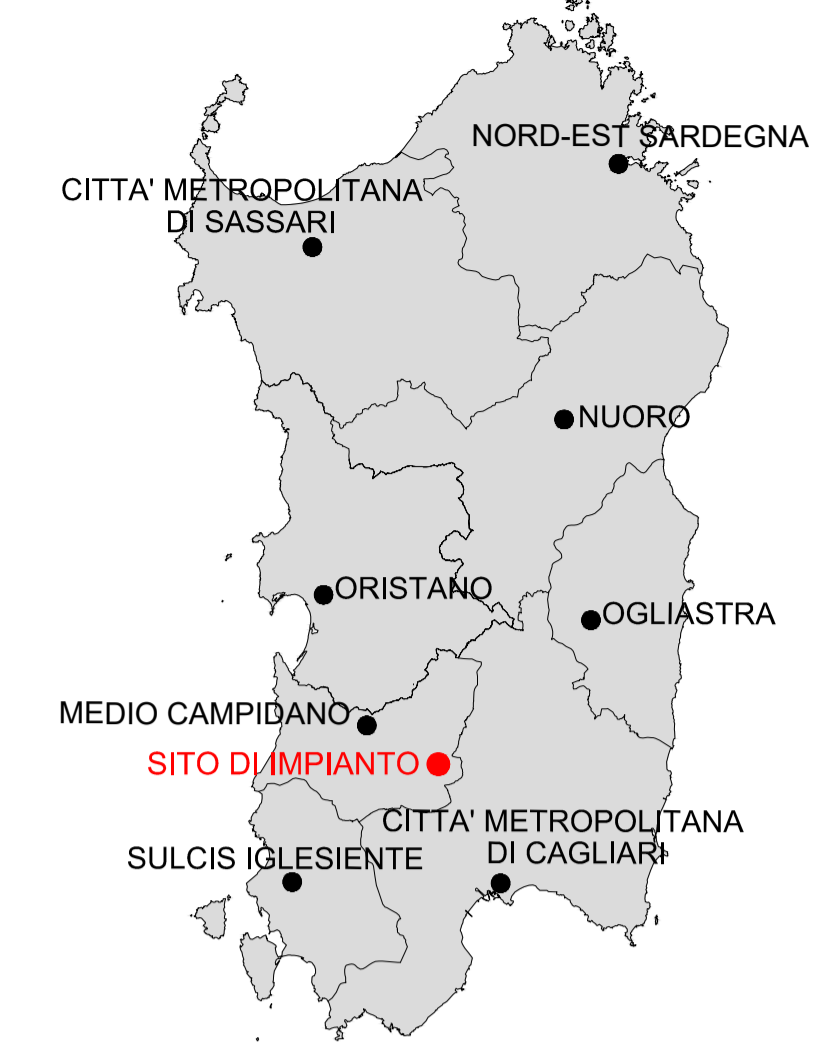 NORD-EST SARDEGNA
CITTA' METROPOLITANA
DI SASSARI
NUORO
ORISTANO
OGLIASTRA
MEDIO CAMPIDANO
SITO DI IMPIANTO
CITTA' METROPOLITANA
DI CAGLIARI
SULCIS IGLESIENTE